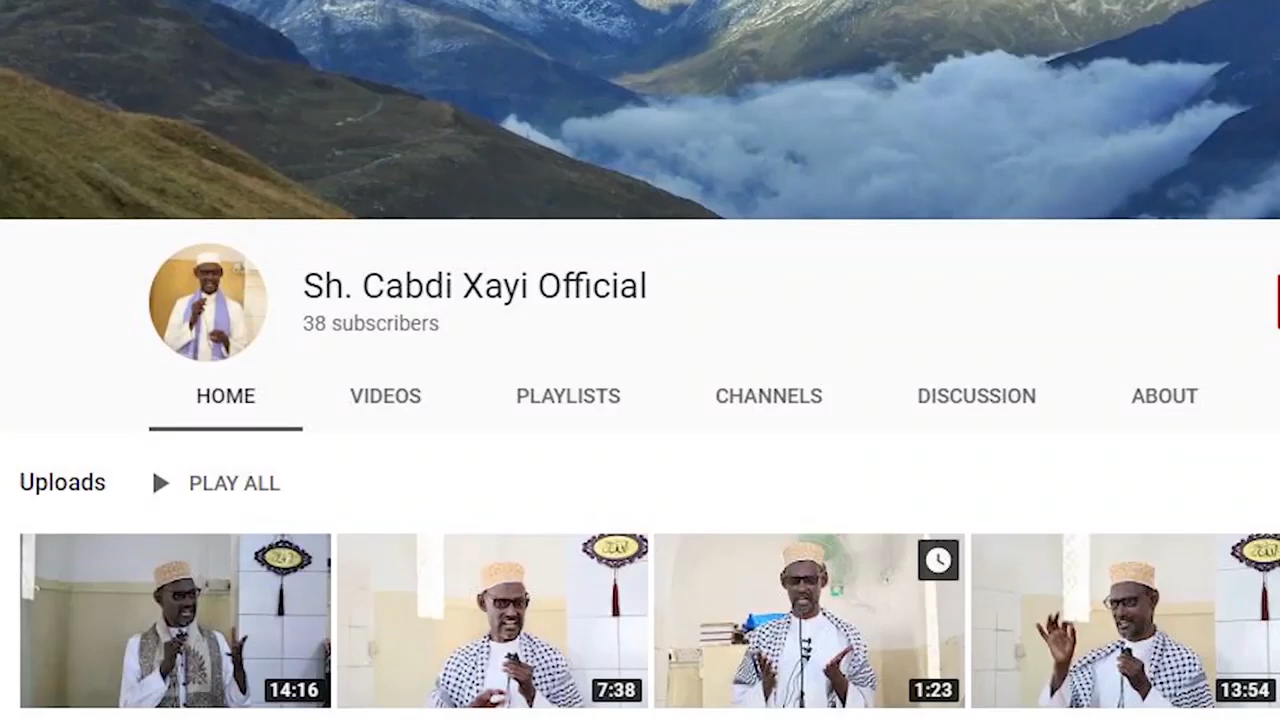 Sh. Cabdi Xayi Official
38 subscribers
HOME VIDEOS PLAYLISTS CHANNELS DISCUSSION ABOUT
Uploads PLAY ALL
14:16 7:38 1:23 13:54